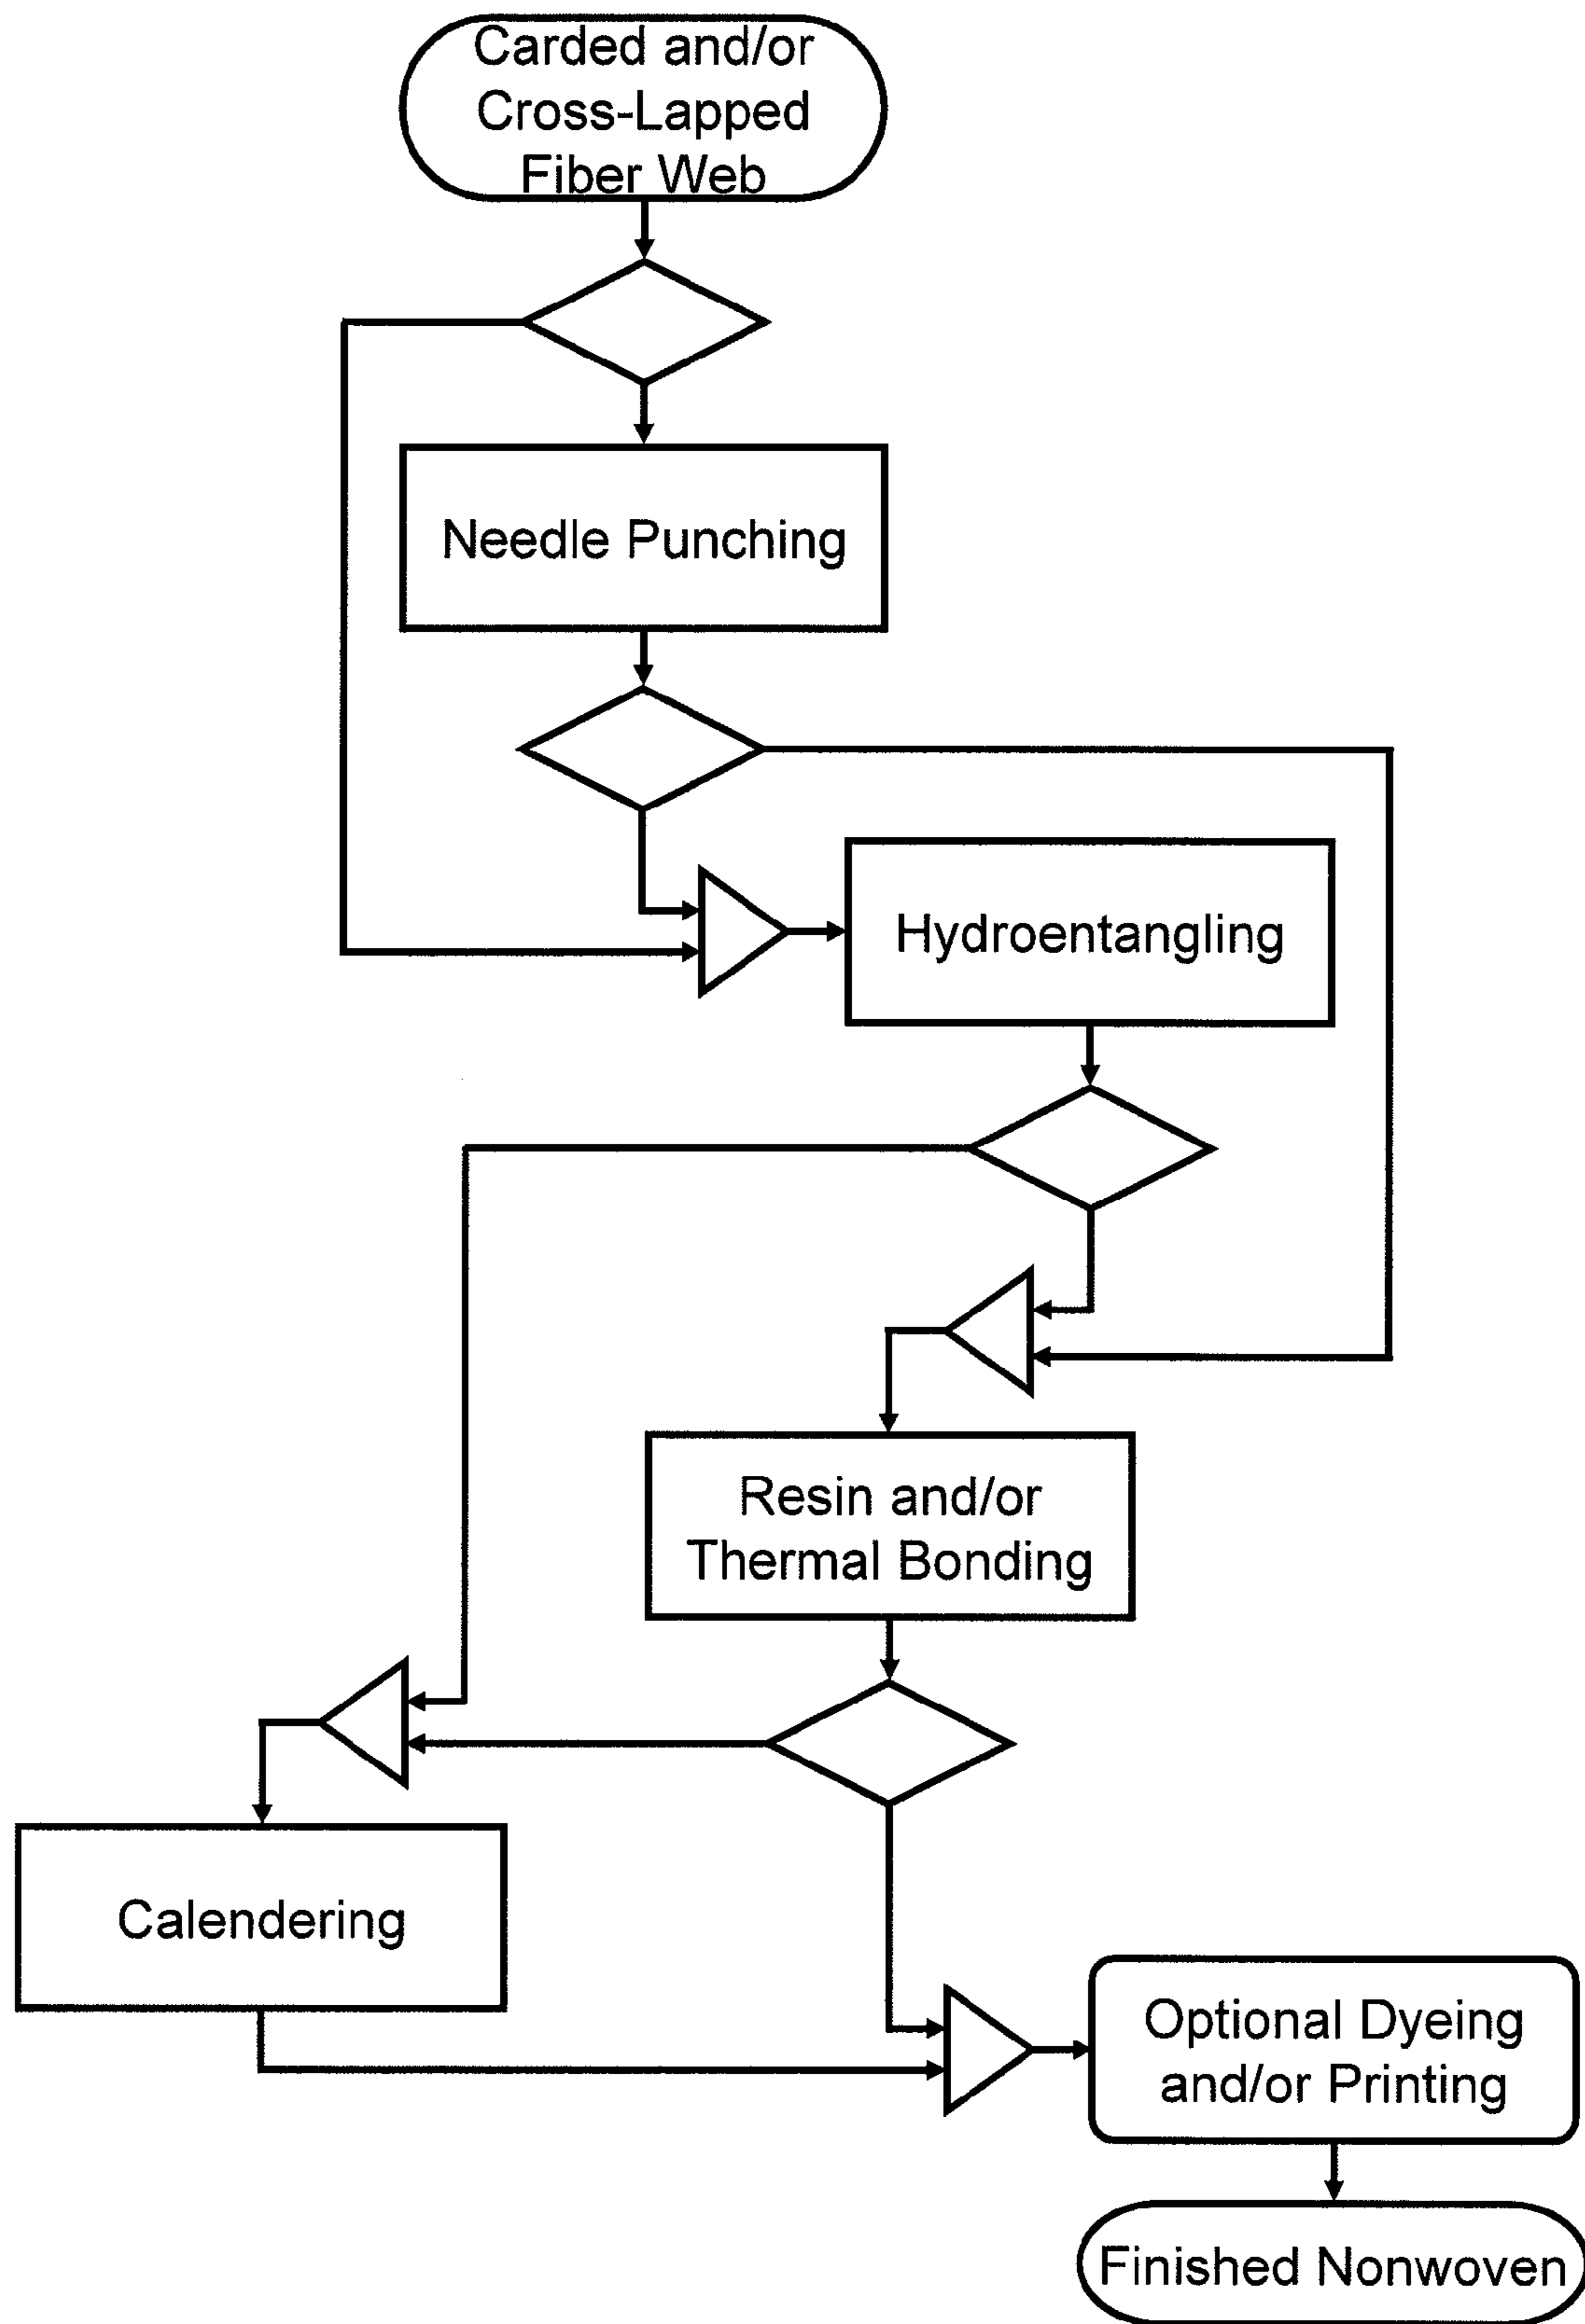 Carded and/or
Cross-Lapped
Fiber Web
Needle Punching
Hydroentangling
Resin and/or
Thermal Bonding
Calendering
Optional Dyeing
and/or Printing
Finished Nonwoven